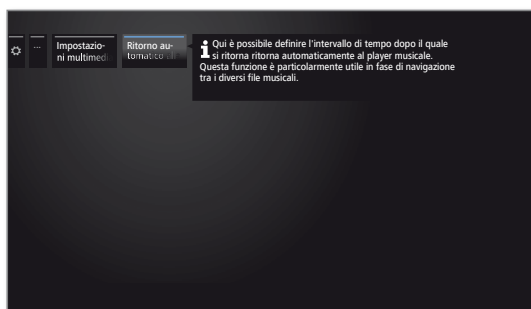 ...
Impostazio-
ni multimedi
Ritorno au-
tomatico al
Qui è possibile definire l'intervallo di tempo dopo il quale
si ritorna ritorna automaticamente al player musicale.
Questa funzione è particolarmente utile in fase di navigazione
tra i diversi file musicali.